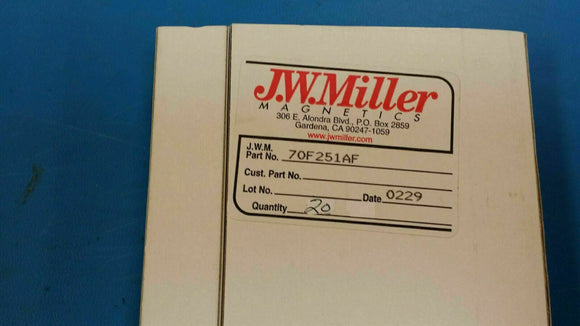 J.W.Miller
MAGNETICS
306 E. Alondra Blvd., P.O. Box 2859
Gardena, CA 90247-1059
www.jwmiller.com
J.W.M.
Part No. 70F251AF
Cust. Part No.
Lot No. Date 0229
Quantity 20